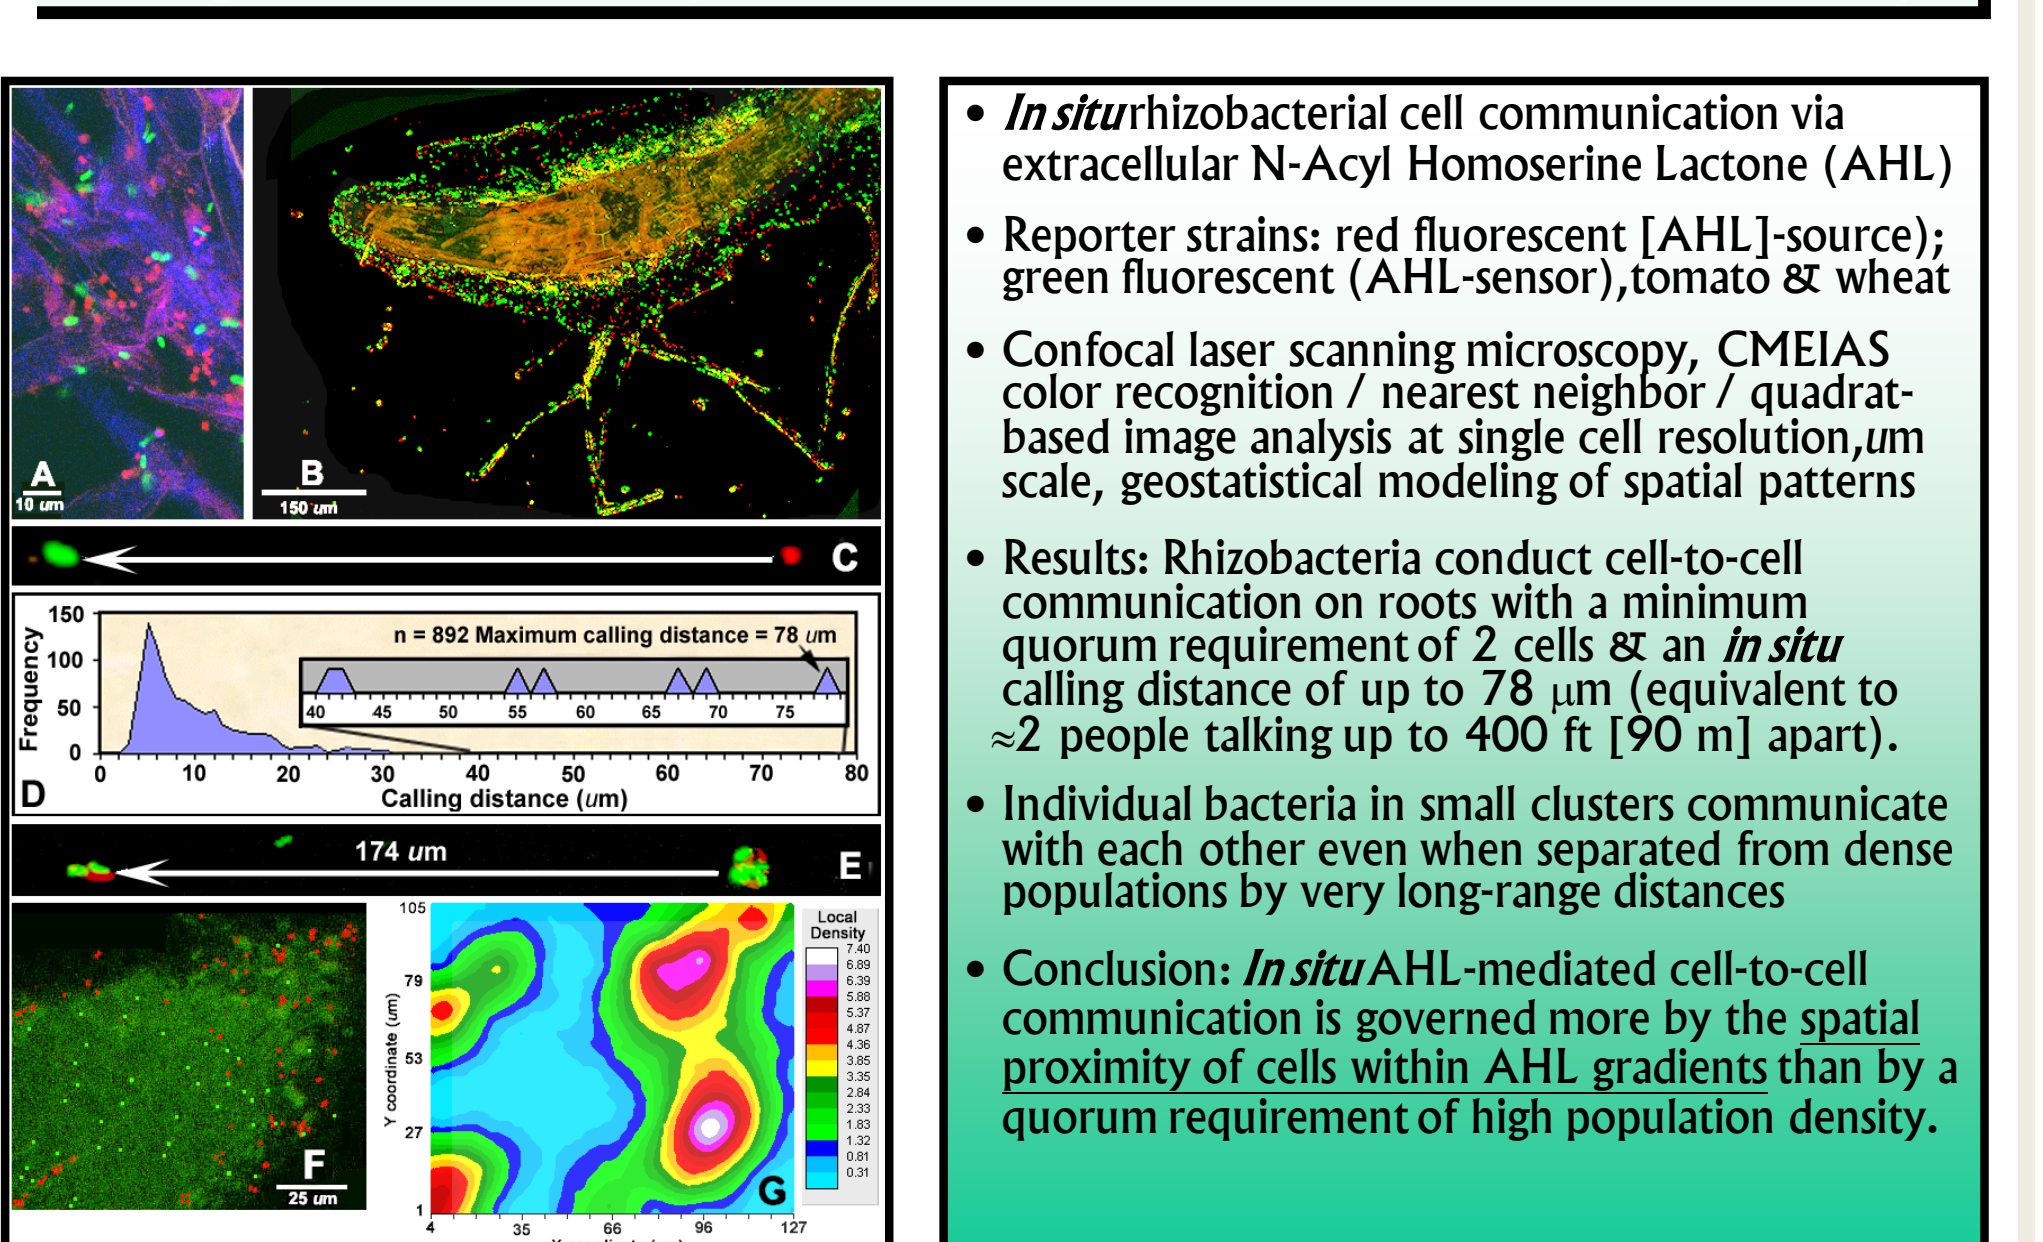 A
10 um
B
150 um
C
150
100
50
0
Frequency
n = 892 Maximum calling distance = 78 um
40 45 50 55 60 65 70 75
0 10 20 30 40 50 60 70 80
D
Calling distance (um)
174 um
E
F
25 um
105
79
53
27
1
Y coordinate (um)
4 35 66 96 127
G
Local
Density
7.40
6.89
6.39
5.88
5.37
4.87
4.36
3.85
3.35
2.84
2.33
1.83
1.32
0.81
0.31
• In situ rhizobacterial cell communication via
extracellular N-Acyl Homoserine Lactone (AHL)
• Reporter strains: red fluorescent [AHL]-source);
green fluorescent (AHL-sensor),tomato & wheat
• Confocal laser scanning microscopy, CMEIAS
color recognition / nearest neighbor / quadrat-
based image analysis at single cell resolution,um
scale, geostatistical modeling of spatial patterns
• Results: Rhizobacteria conduct cell-to-cell
communication on roots with a minimum
quorum requirement of 2 cells & an in situ
calling distance of up to 78 μm (equivalent to
≈2 people talking up to 400 ft [90 m] apart).
• Individual bacteria in small clusters communicate
with each other even when separated from dense
populations by very long-range distances
• Conclusion: In situ AHL-mediated cell-to-cell
communication is governed more by the spatial
proximity of cells within AHL gradients than by a
quorum requirement of high population density.